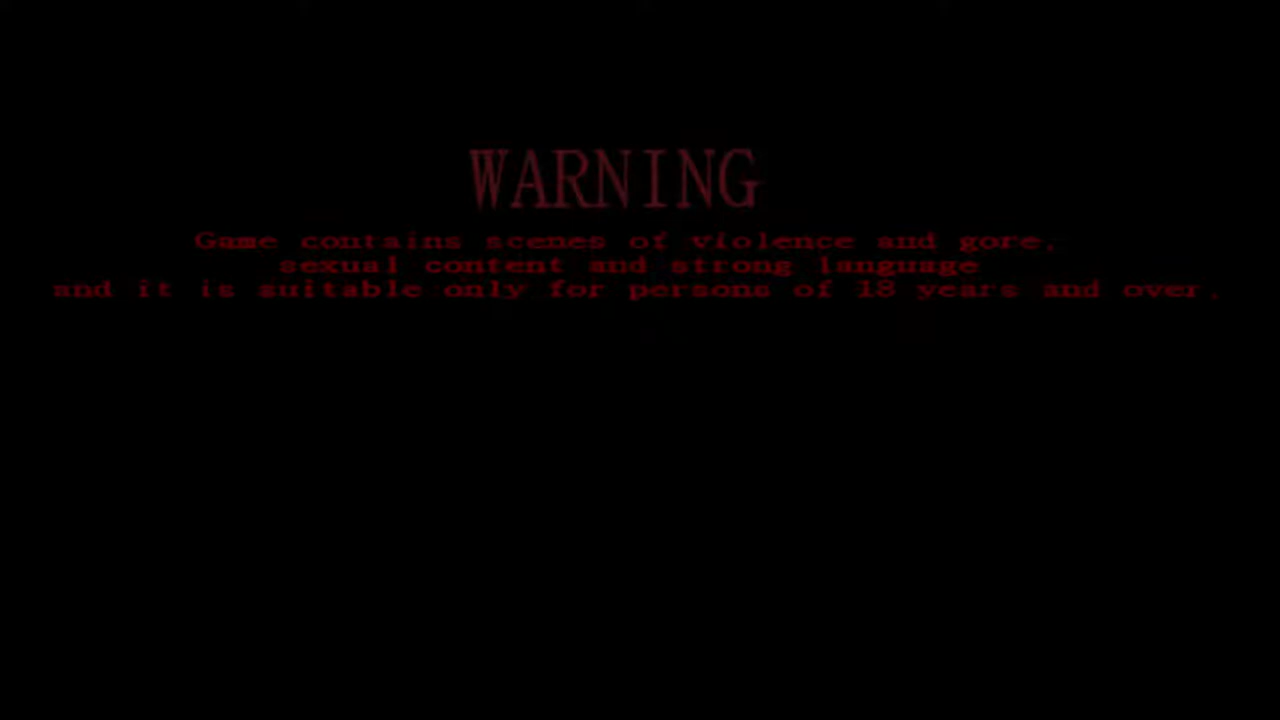 WARNING
Game contains scenes of violence and gore,
sexual content and strong language
and it is suitable only for persons of 18 years and over.